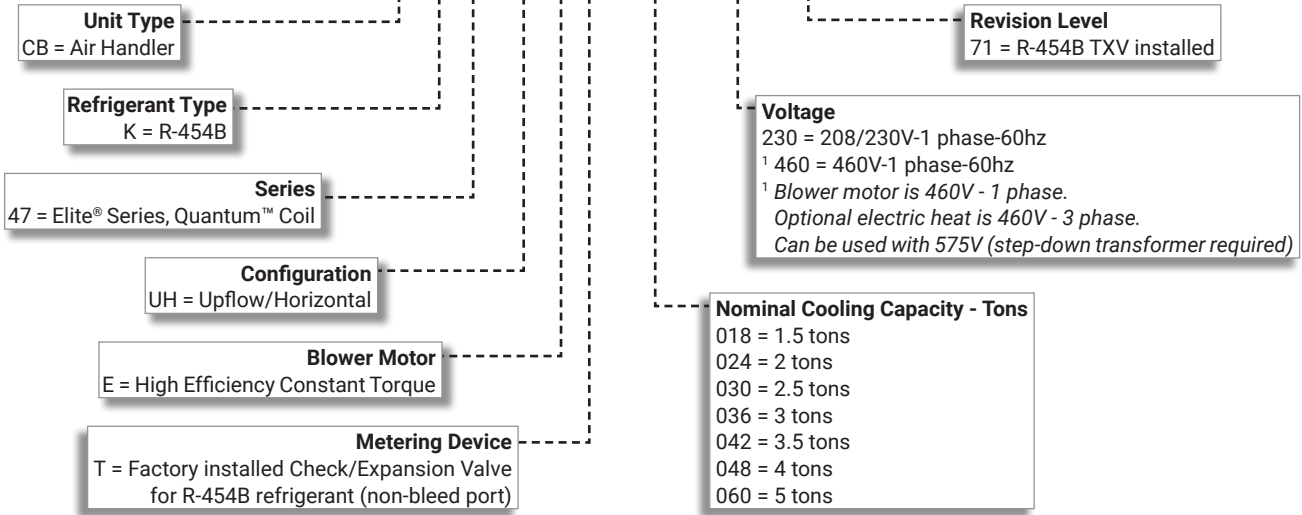 Unit Type
CB = Air Handler
Refrigerant Type
K = R-454B
Series
47 = Elite® Series, Quantum™ Coil
Configuration
UH = Upflow/Horizontal
Blower Motor
E = High Efficiency Constant Torque
Metering Device
T = Factory installed Check/Expansion Valve
for R-454B refrigerant (non-bleed port)
Revision Level
71 = R-454B TXV installed
Voltage
230 = 208/230V-1 phase-60hz
¹ 460 = 460V-1 phase-60hz
¹ Blower motor is 460V - 1 phase.
Optional electric heat is 460V - 3 phase.
Can be used with 575V (step-down transformer required)
Nominal Cooling Capacity - Tons
018 = 1.5 tons
024 = 2 tons
030 = 2.5 tons
036 = 3 tons
042 = 3.5 tons
048 = 4 tons
060 = 5 tons